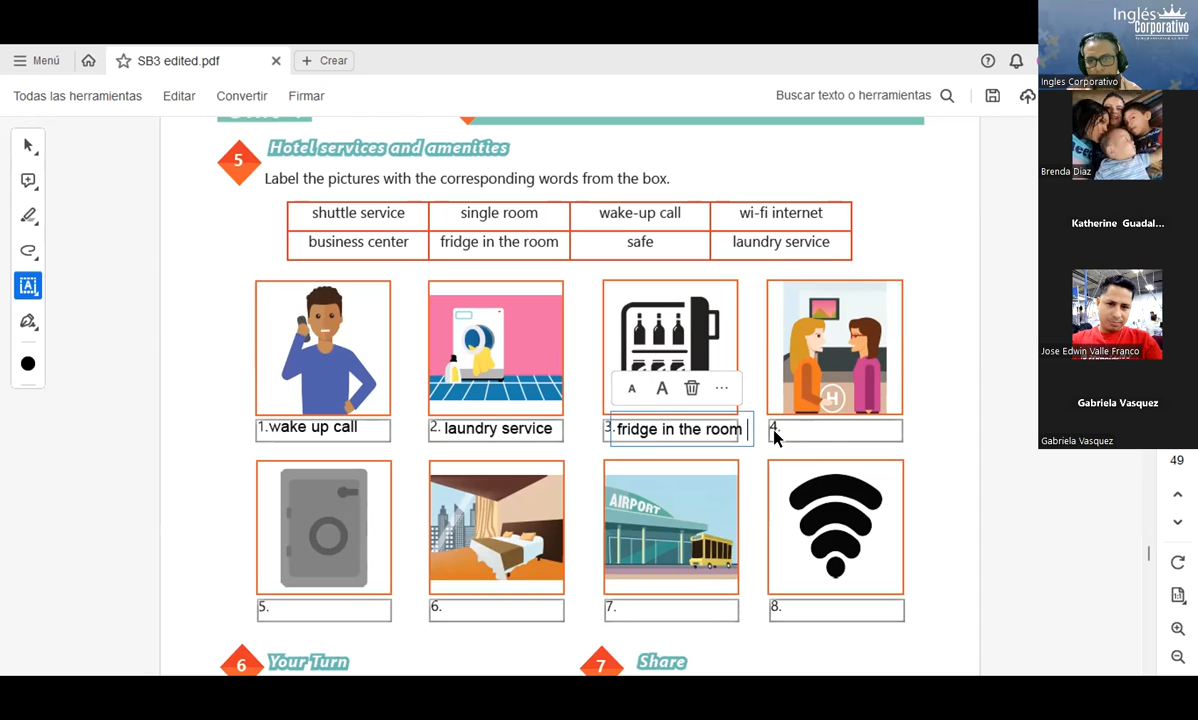 Inglés
Corporativo
Menú
SB3 edited.pdf
Crear
Ingles Corporativo
Todas las herramientas
Editar
Convertir
Firmar
Buscar texto o herramientas
5
Hotel services and amenities
Label the pictures with the corresponding words from the box.
shuttle service
single room
wake-up call
wi-fi internet
business center
fridge in the room
safe
laundry service
1.wake up call
2. laundry service
3. fridge in the room
4.
H
AIRPORT
5.
6.
7.
8.
6
Your Turn
7
Share
Brenda Diaz
Katherine Guadal...
Jose Edwin Valle Franco
Gabriela Vasquez
Gabriela Vasquez
49
A
A